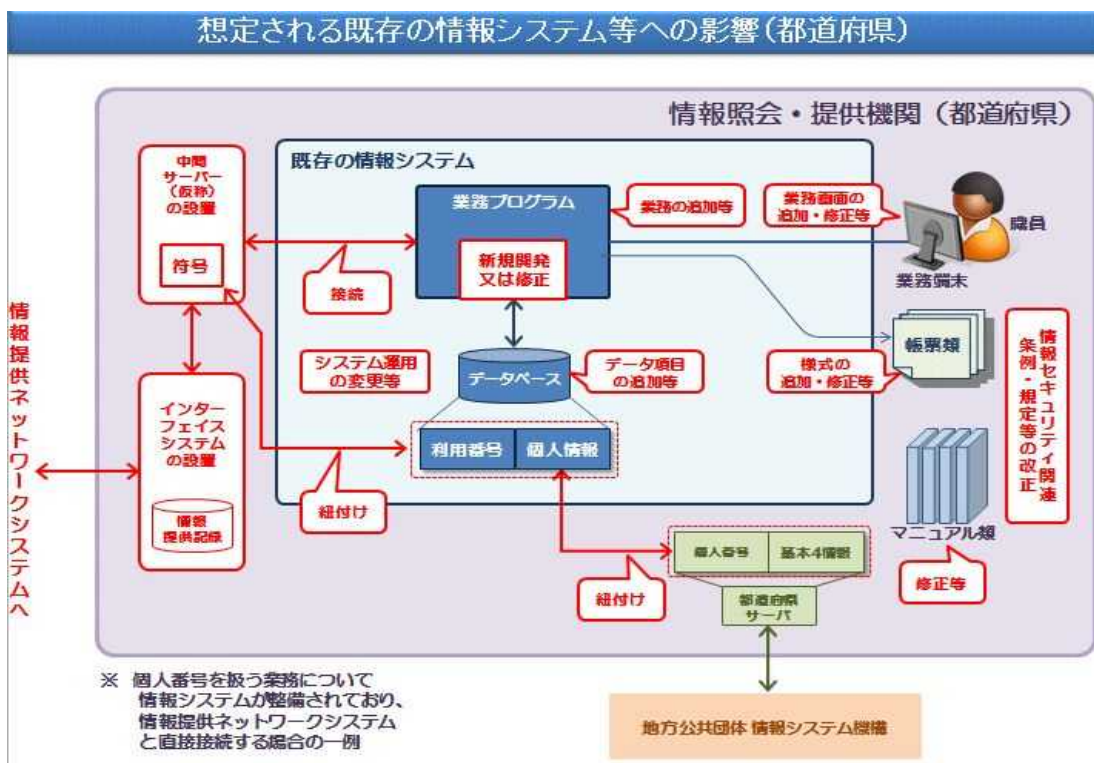 想定される既存の情報システム等への影響(都道府県)
情報照会・提供機関(都道府県)
中間
サーバー
(仮称)
の設置
符号
既存の情報システム
業務プログラム
新規開発
又は修正
業務の追加等
業務画面の
追加・修正等
職員
業務端末
接続
帳票類
様式の
追加・修正等
システム運用
の変更等
データベース
データ項目
の追加等
利用番号
個人情報
インター
フェイス
システム
の設置
情報
提供記録
紐付け
情報提供ネットワークシステムへ
情報セキュリティ関連
条例・規定等の改正
マニュアル類
修正等
個人番号
基本4情報
紐付け
都道府県
サーバ
地方公共団体 情報システム機構
※ 個人番号を扱う業務について
情報システムが整備されており、
情報提供ネットワークシステム
と直接接続する場合の一例